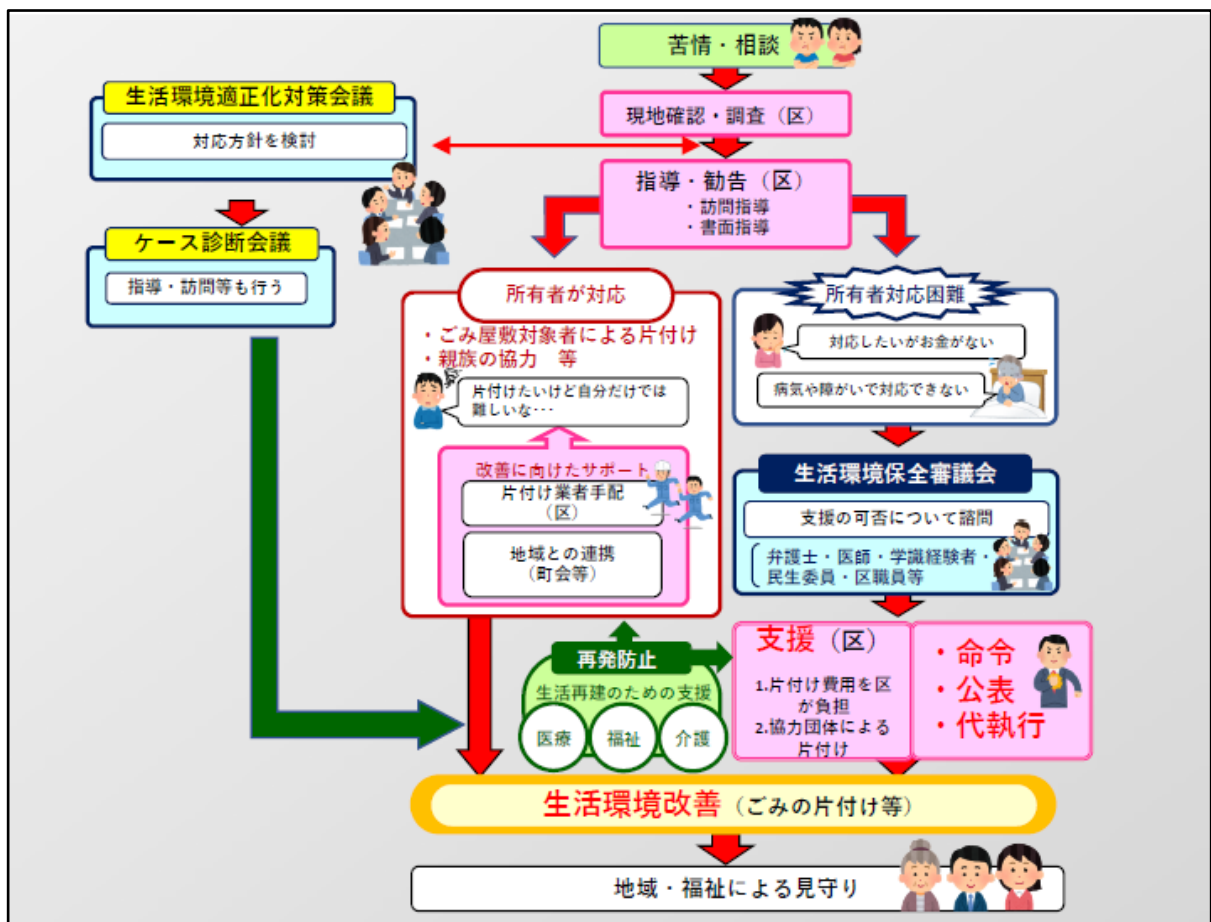 苦情・相談
現地確認・調査（区）
生活環境適正化対策会議
対応方針を検討
指導・勧告（区）
・訪問指導
・書面指導
ケース診断会議
指導・訪問等も行う
所有者が対応
・ごみ屋敷対象者による片付け
・親族の協力　等
片付けたいけど自分だけでは
難しいな･･･
改善に向けたサポート
片付け業者手配
（区）
地域との連携
（町会等）
所有者対応困難
対応したいがお金がない
病気や障がいで対応できない
生活環境保全審議会
支援の可否について諮問
弁護士・医師・学識経験者・
民生委員・区職員等
再発防止
生活再建のための支援
医療
福祉
介護
支援（区）
1.片付け費用を区
が負担
2.協力団体による
片付け
・命令
・公表
・代執行
生活環境改善（ごみの片付け等）
地域・福祉による見守り